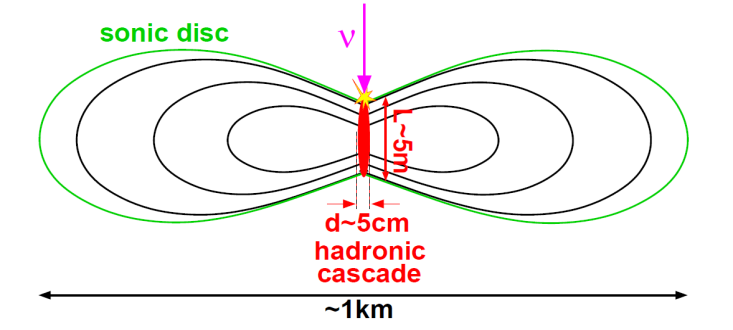 sonic disc
ν
L~5m
d~5cm
hadronic
cascade
~1km